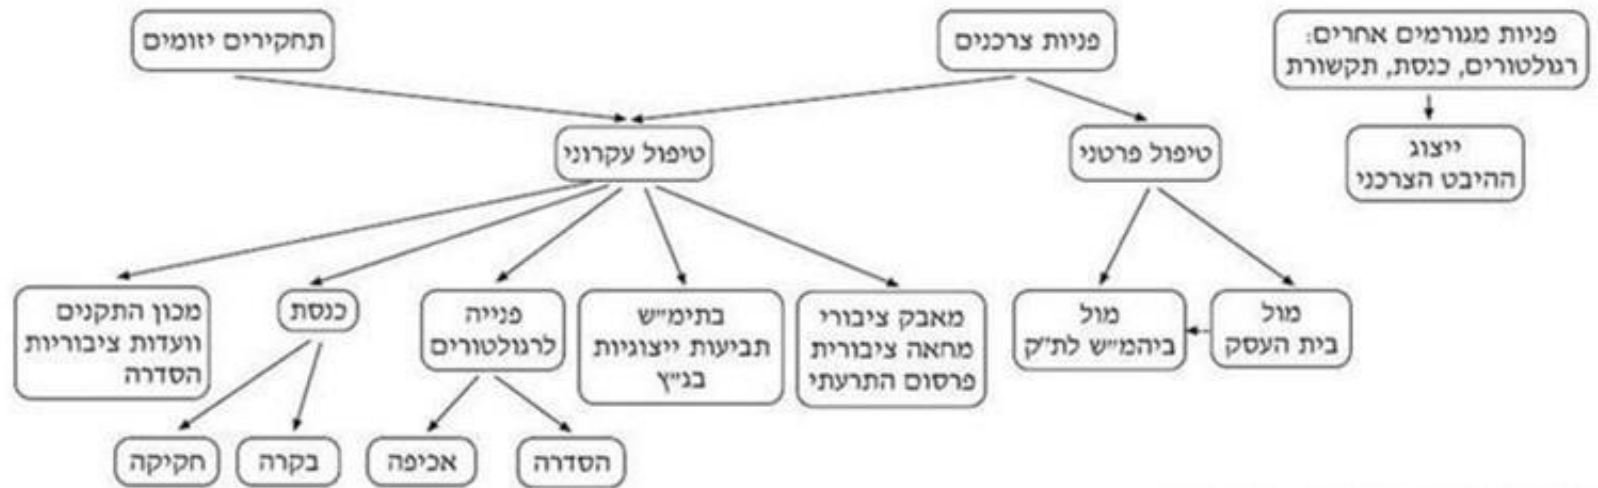 פניות מגורמים אחרים:
רגולטורים, כנסת, תקשורת
פניות צרכנים
תחקירים יזומים
ייצוג
ההיבט הצרכני
טיפול פרטני
טיפול עקרוני
מול
בית העסק
מול
ביהמ"ש לת"ק
מאבק ציבורי
מחאה ציבורית
פרסום התרעתי
בתימ"ש
תביעות ייצוגיות
בג"ץ
פנייה
לרגולטורים
כנסת
מכון התקנים
וועדות ציבוריות
הסדרה
הסדרה
אכיפה
בקרה
חקיקה